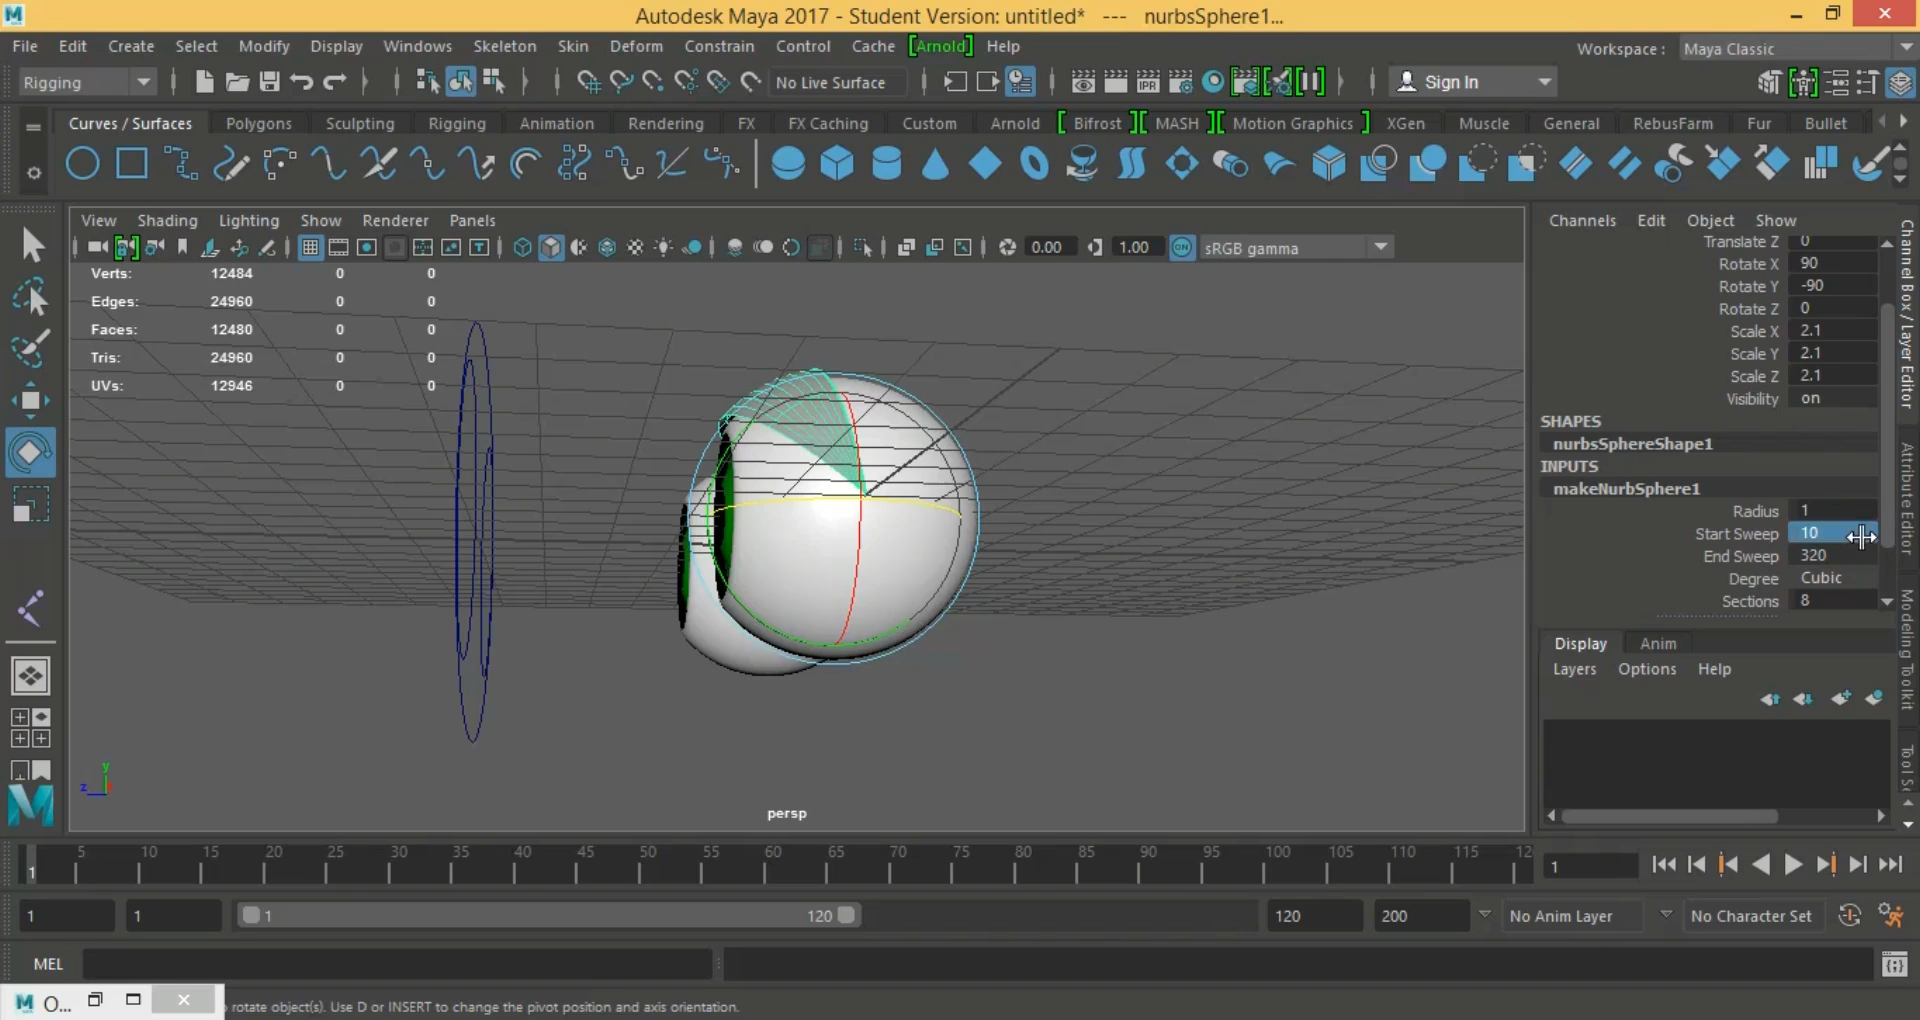 Autodesk Maya 2017 - Student Version: untitled* --- nurbsSphere1...
File Edit Create Select Modify Display Windows Skeleton Skin Deform Constrain Control Cache [Arnold] Help
Workspace : Maya Classic
Rigging
No Live Surface
IPR
Sign In
Curves / Surfaces Polygons Sculpting Rigging Animation Rendering FX FX Caching Custom Arnold [ Bifrost ] [ MASH ] [ Motion Graphics ] XGen Muscle General RebusFarm Fur Bullet
View Shading Lighting Show Renderer Panels
0.00 1.00 ON sRGB gamma
Verts: 12484 0 0
Edges: 24960 0 0
Faces: 12480 0 0
Tris: 24960 0 0
UVs: 12946 0 0
y
z
persp
Channels Edit Object Show
Translate Z 0
Rotate X 90
Rotate Y -90
Rotate Z 0
Scale X 2.1
Scale Y 2.1
Scale Z 2.1
Visibility on
SHAPES
nurbsSphereShape1
INPUTS
makeNurbSphere1
Radius 1
Start Sweep 10
End Sweep 320
Degree Cubic
Sections 8
Display Anim
Layers Options Help
Channel Box / Layer Editor
Attribute Editor
Modeling Toolkit
1 5 10 15 20 25 30 35 40 45 50 55 60 65 70 75 80 85 90 95 100 105 110 115 12
1
1 1 1 120 120 200 No Anim Layer No Character Set
MEL
O...
rotate object(s). Use D or INSERT to change the pivot position and axis orientation.